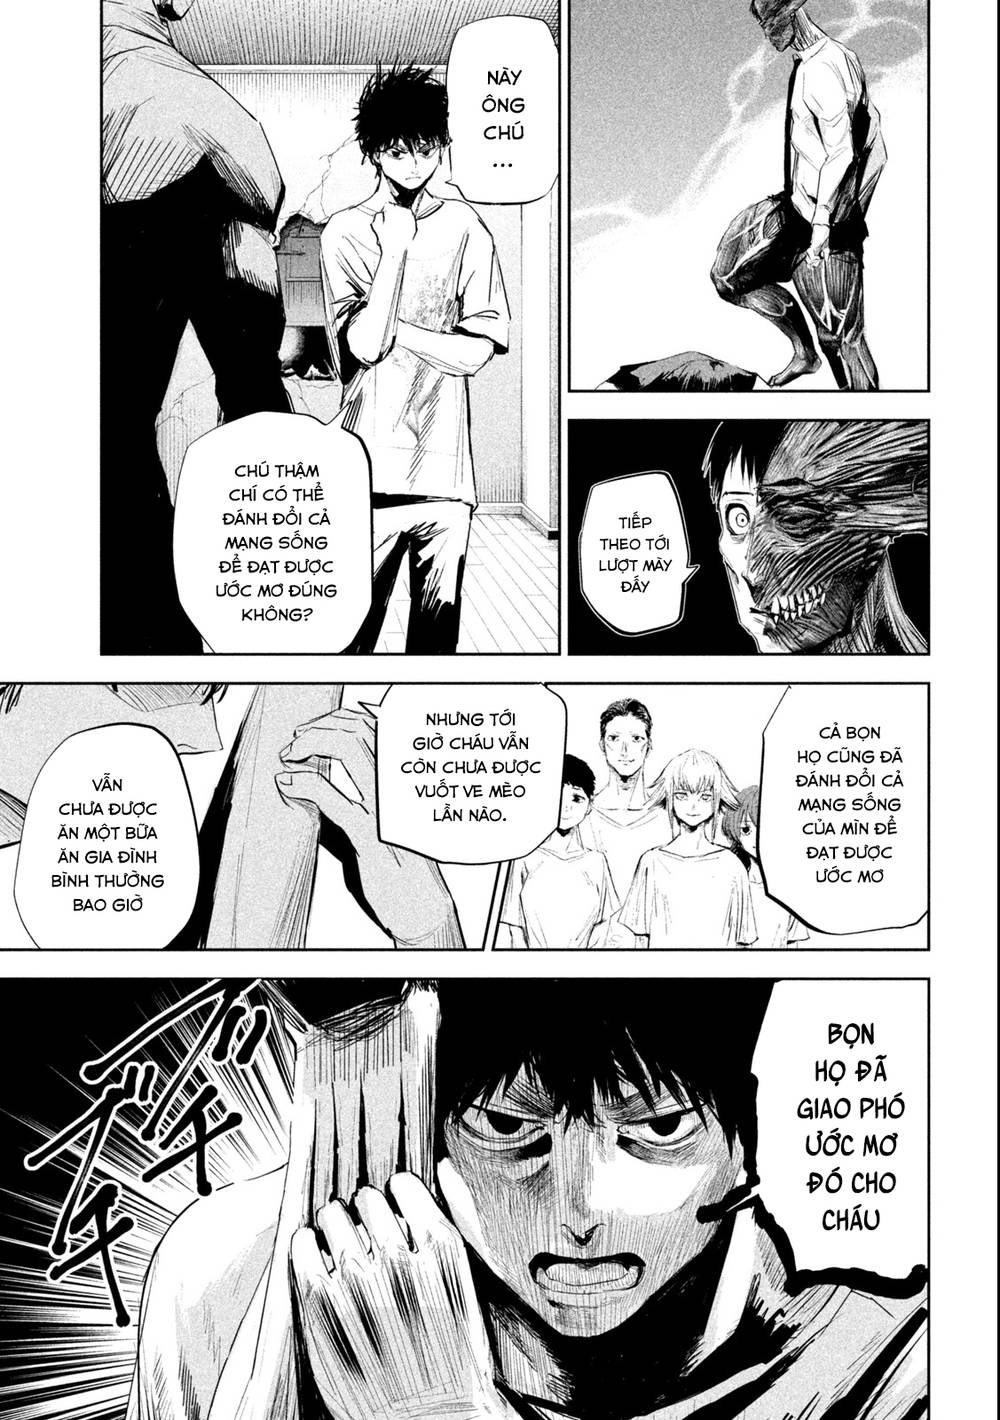 NÀY
ÔNG
CHÚ
...
CHÚ THẬM
CHÍ CÓ THỂ
ĐÁNH ĐỔI CẢ
MẠNG SỐNG
ĐỂ ĐẠT ĐƯỢC
ƯỚC MƠ ĐÚNG
KHÔNG?
TIẾP
THEO TỚI
LƯỢT MÀY
ĐẤY
CẢ BỌN
HỌ CŨNG ĐÃ
ĐÁNH ĐỔI CẢ
MẠNG SỐNG
CỦA MÌN ĐỂ
ĐẠT ĐƯỢC
ƯỚC MƠ
NHƯNG TỚI
GIỜ CHÁU VẪN
CÒN CHƯA ĐƯỢC
VUỐT VE MÈO
LẦN NÀO.
VẪN
CHƯA ĐƯỢC
ĂN MỘT BỮA
ĂN GIA ĐÌNH
BÌNH THƯỜNG
BAO GIỜ
BỌN
HỌ ĐÃ
GIAO PHÓ
ƯỚC MƠ
ĐÓ CHO
CHÁU
ブチ
ブチ